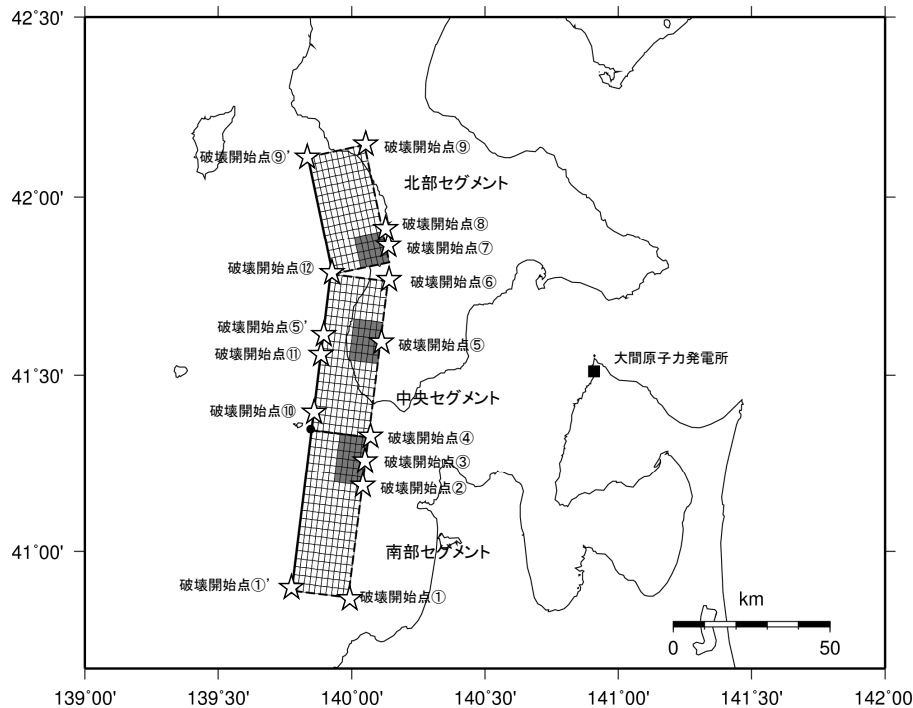 42˚30'
破壊開始点⑨'
破壊開始点⑨
北部セグメント
42˚00'
破壊開始点⑧
破壊開始点⑦
破壊開始点⑫
破壊開始点⑥
破壊開始点⑤'
破壊開始点⑤
破壊開始点⑪
大間原子力発電所
41˚30'
中央セグメント
破壊開始点⑩
破壊開始点④
破壊開始点③
破壊開始点②
41˚00'
南部セグメント
破壊開始点①'
破壊開始点①
km
0 50
139˚00' 139˚30' 140˚00' 140˚30' 141˚00' 141˚30' 142˚00'